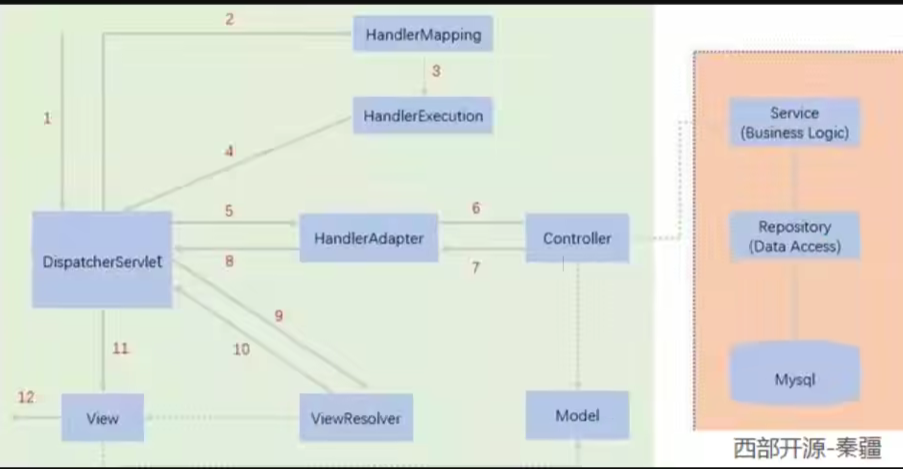 2
HandlerMapping
3
1
HandlerExecution
Service
(Business Logic)
4
5
6
HandlerAdapter
Controller
Repository
(Data Access)
DispatcherServlet
8
7
9
10
11
Mysql
12
View
ViewResolver
Model
西部开源-秦疆